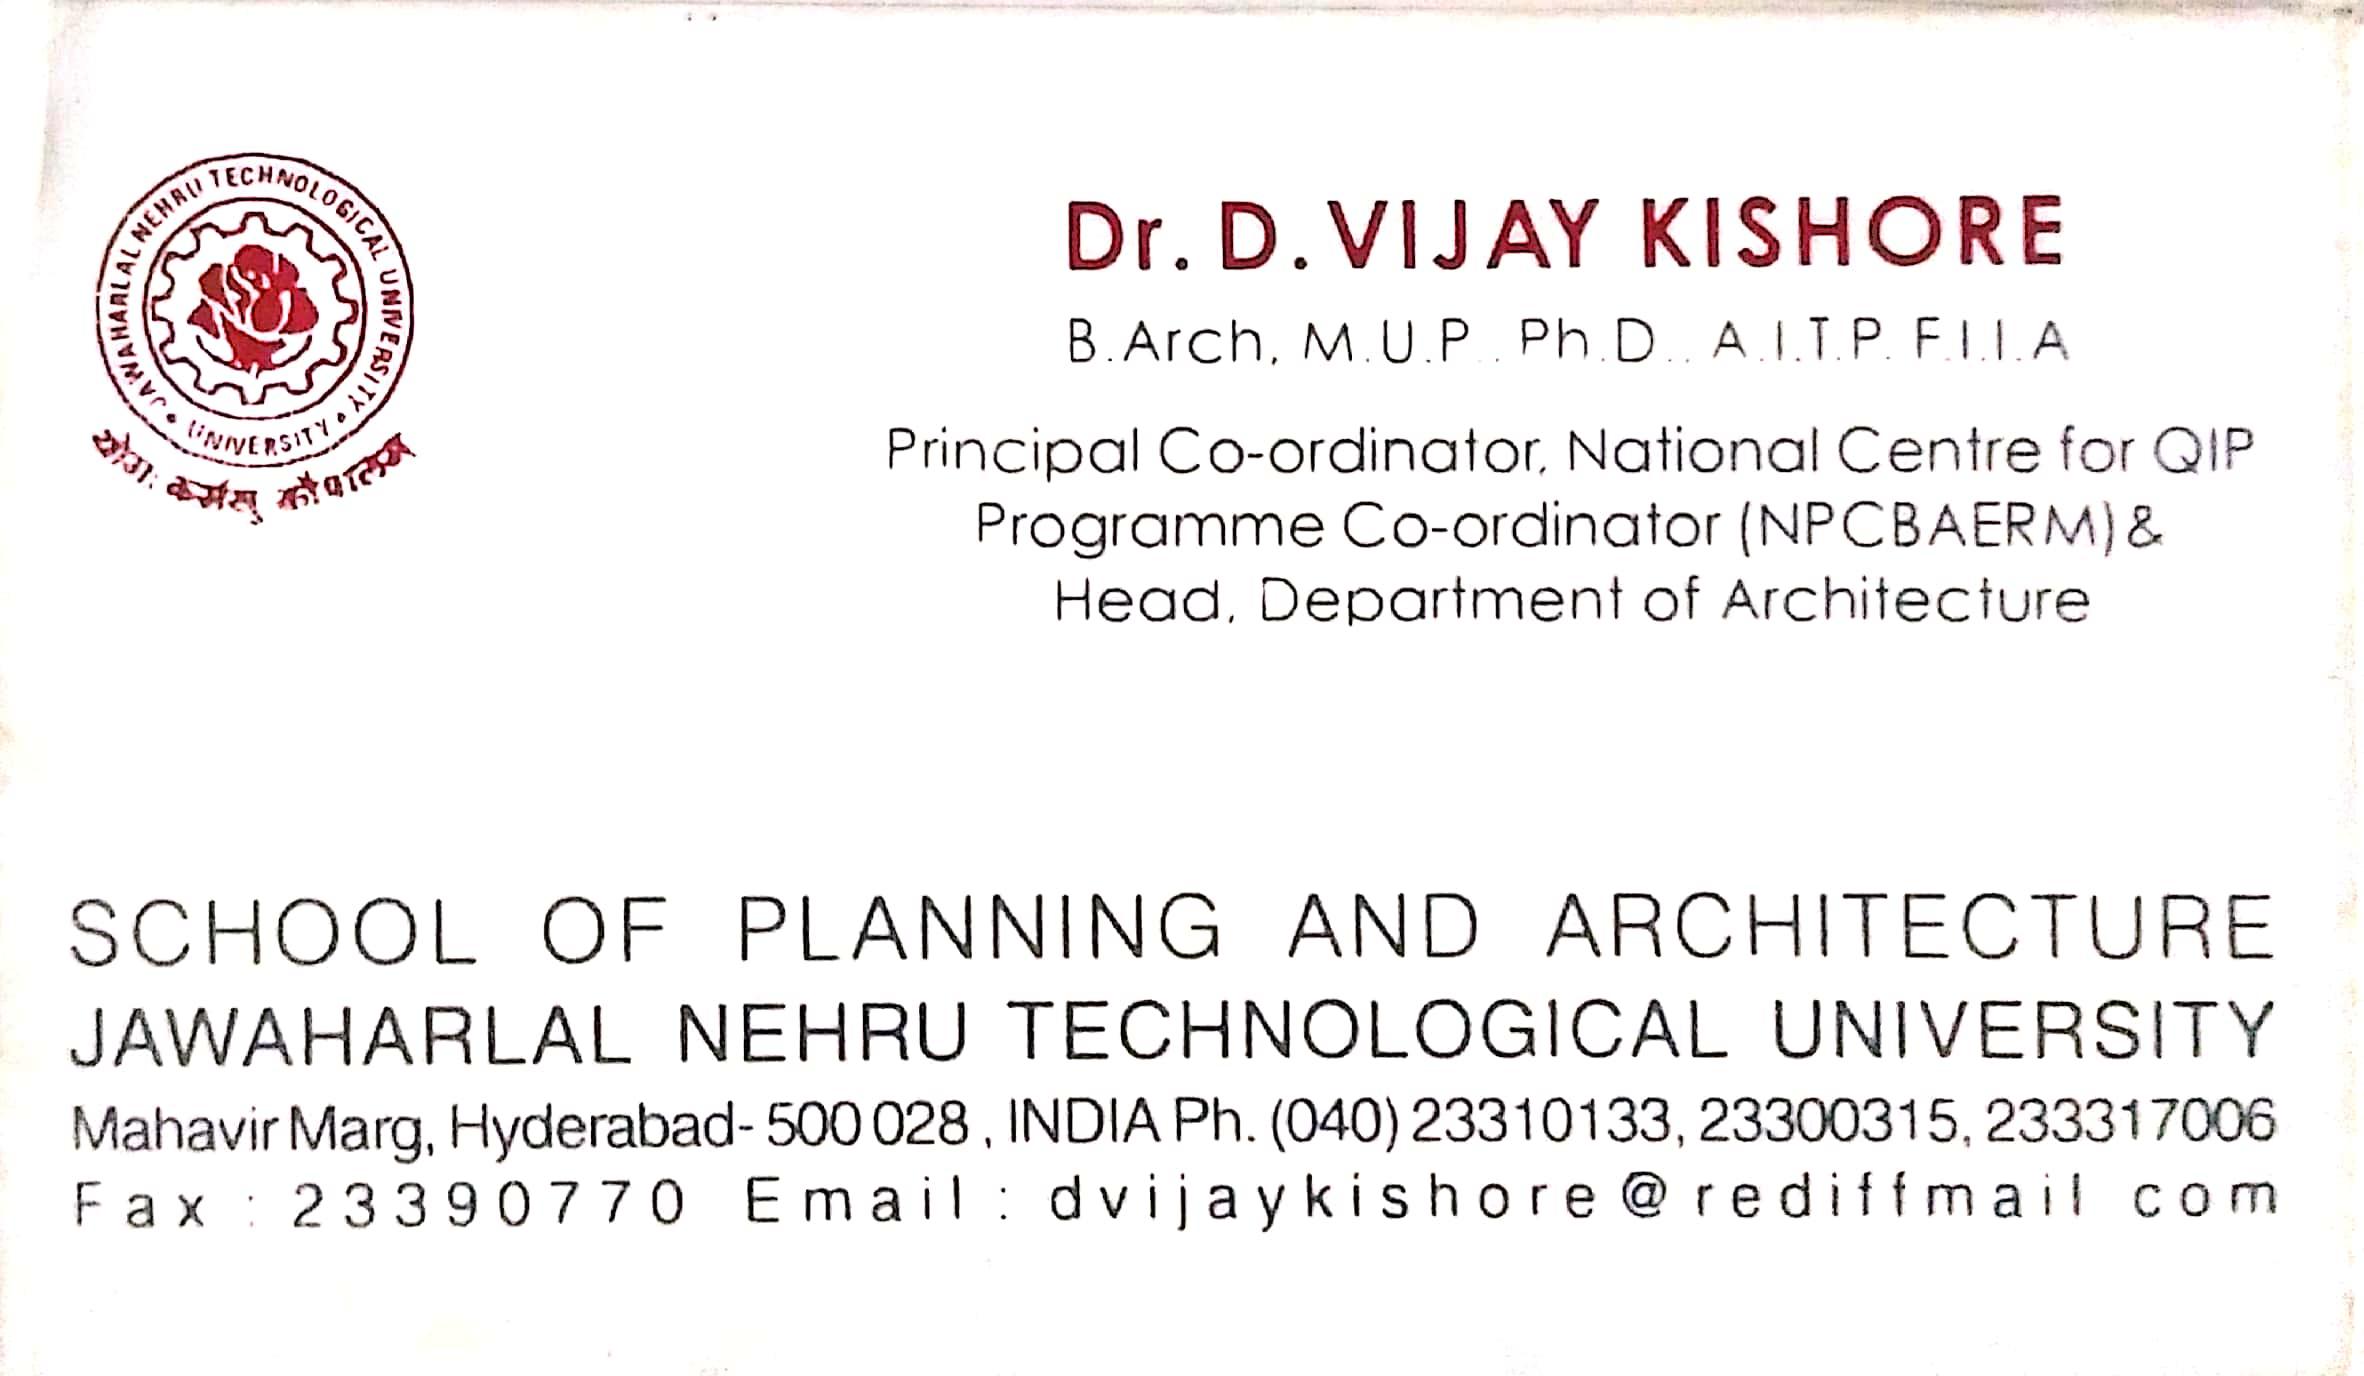 JAWAHARLAL NEHRU TECHNOLOGICAL UNIVERSITY
UNIVERSITY
योगः कर्मसु कौशलम्
Dr. D. VIJAY KISHORE
B.Arch, M.U.P. Ph.D.. A.I.T.P. F.I.I.A
Principal Co-ordinator, National Centre for QIP
Programme Co-ordinator (NPCBAERM) &
Head, Department of Architecture
SCHOOL OF PLANNING AND ARCHITECTURE
JAWAHARLAL NEHRU TECHNOLOGICAL UNIVERSITY
Mahavir Marg, Hyderabad- 500 028 , INDIA Ph. (040) 23310133, 23300315, 233317006
Fax : 23390770 Email : dvijaykishore@rediffmail com